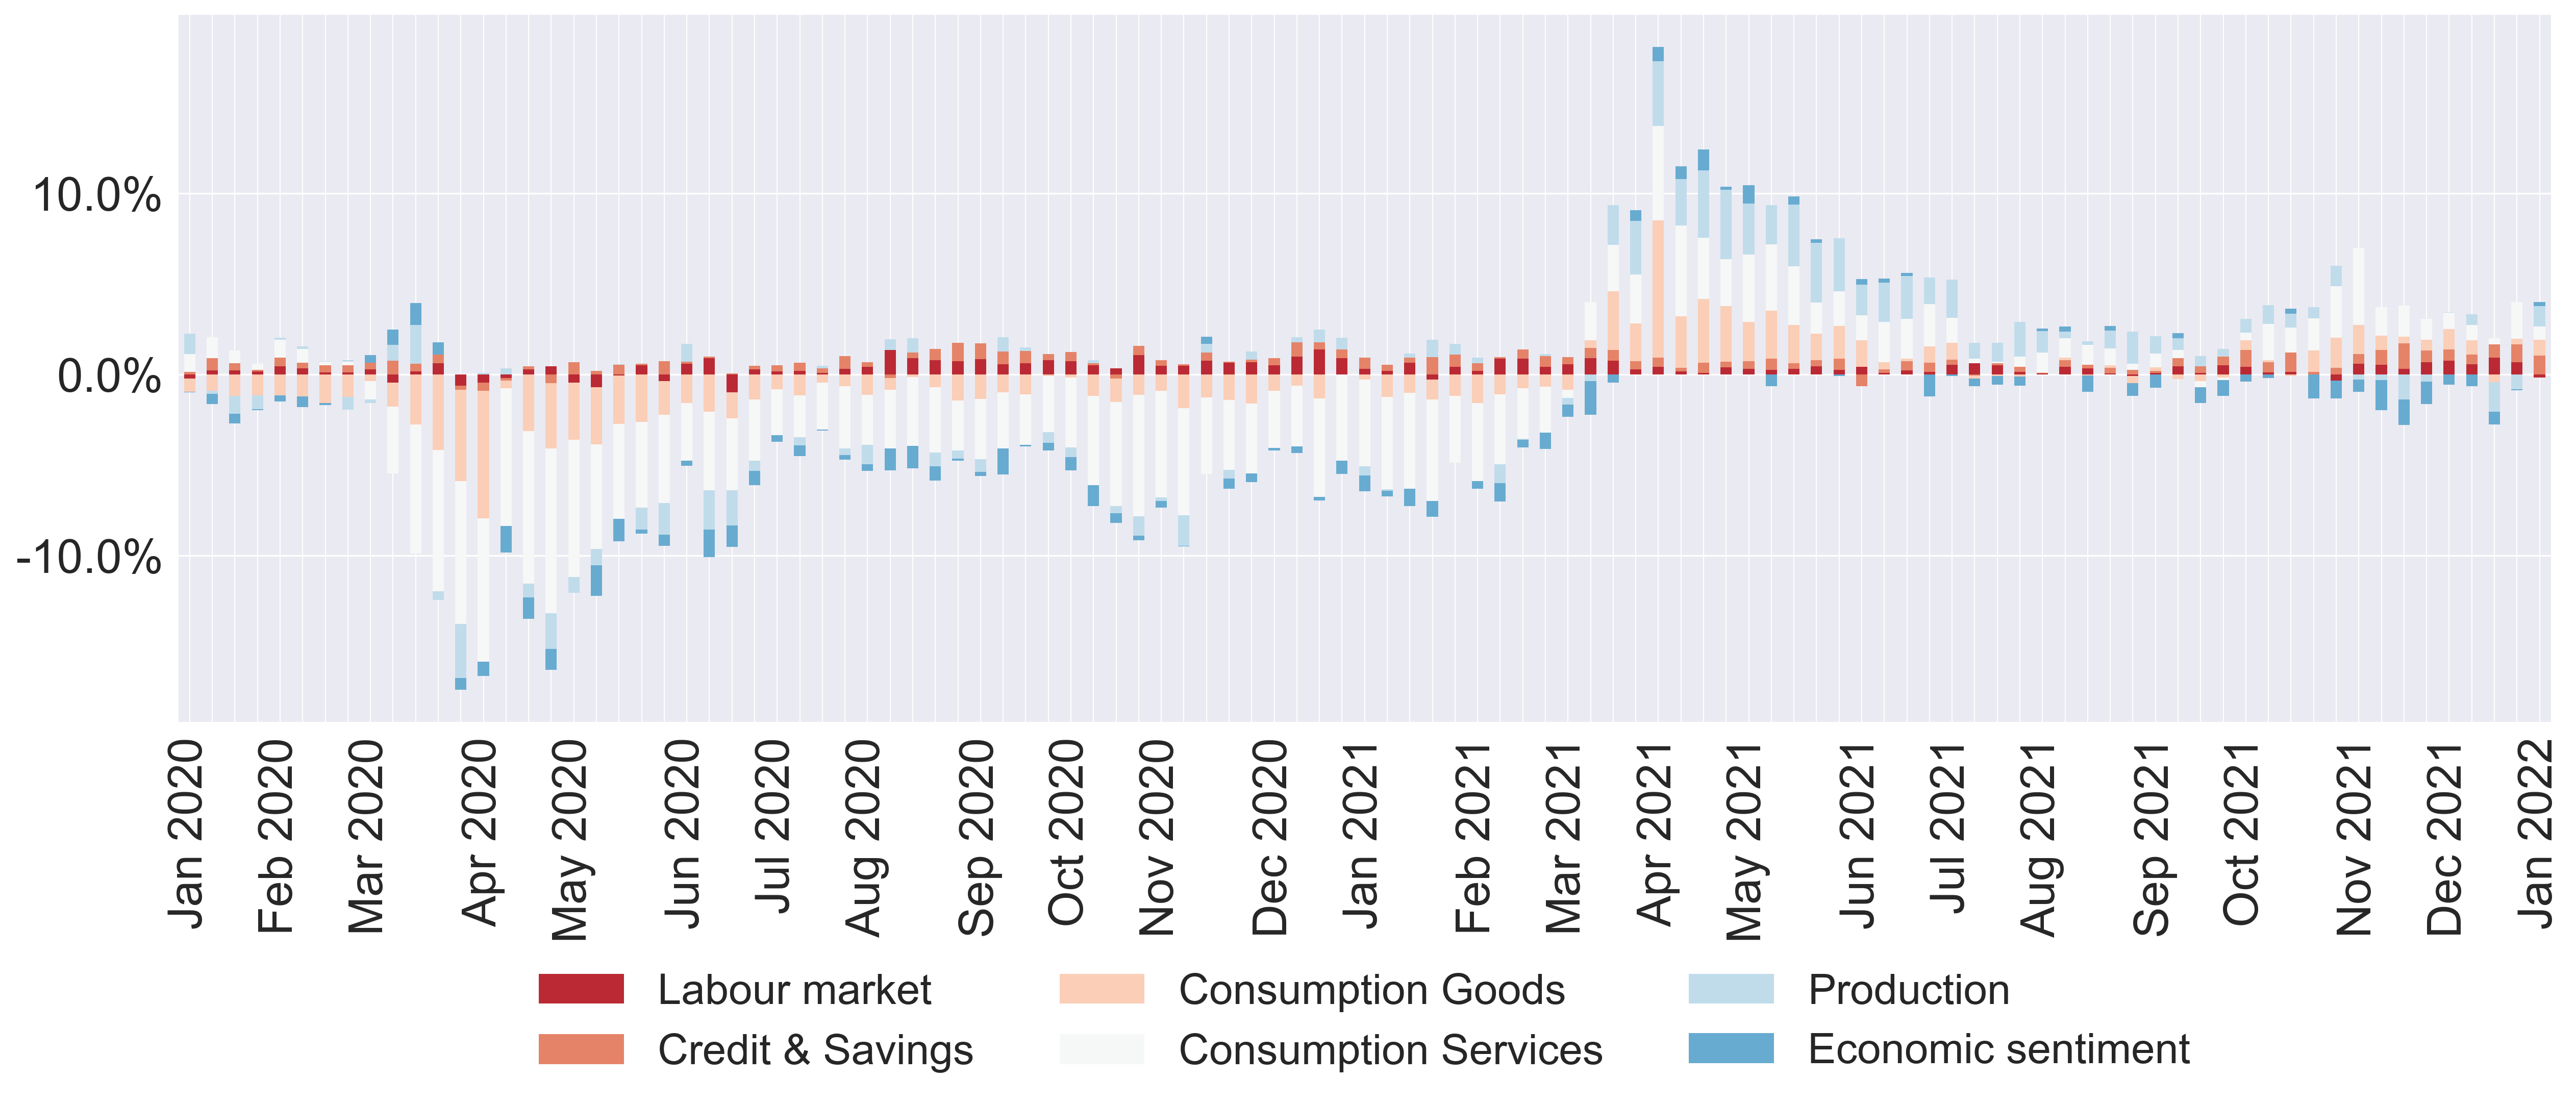 10.0%
0.0%
-10.0%
Jan 2020
Feb 2020
Mar 2020
Apr 2020
May 2020
Jun 2020
Jul 2020
Aug 2020
Sep 2020
Oct 2020
Nov 2020
Dec 2020
Jan 2021
Feb 2021
Mar 2021
Apr 2021
May 2021
Jun 2021
Jul 2021
Aug 2021
Sep 2021
Oct 2021
Nov 2021
Dec 2021
Jan 2022
Labour market
Credit & Savings
Consumption Goods
Consumption Services
Production
Economic sentiment